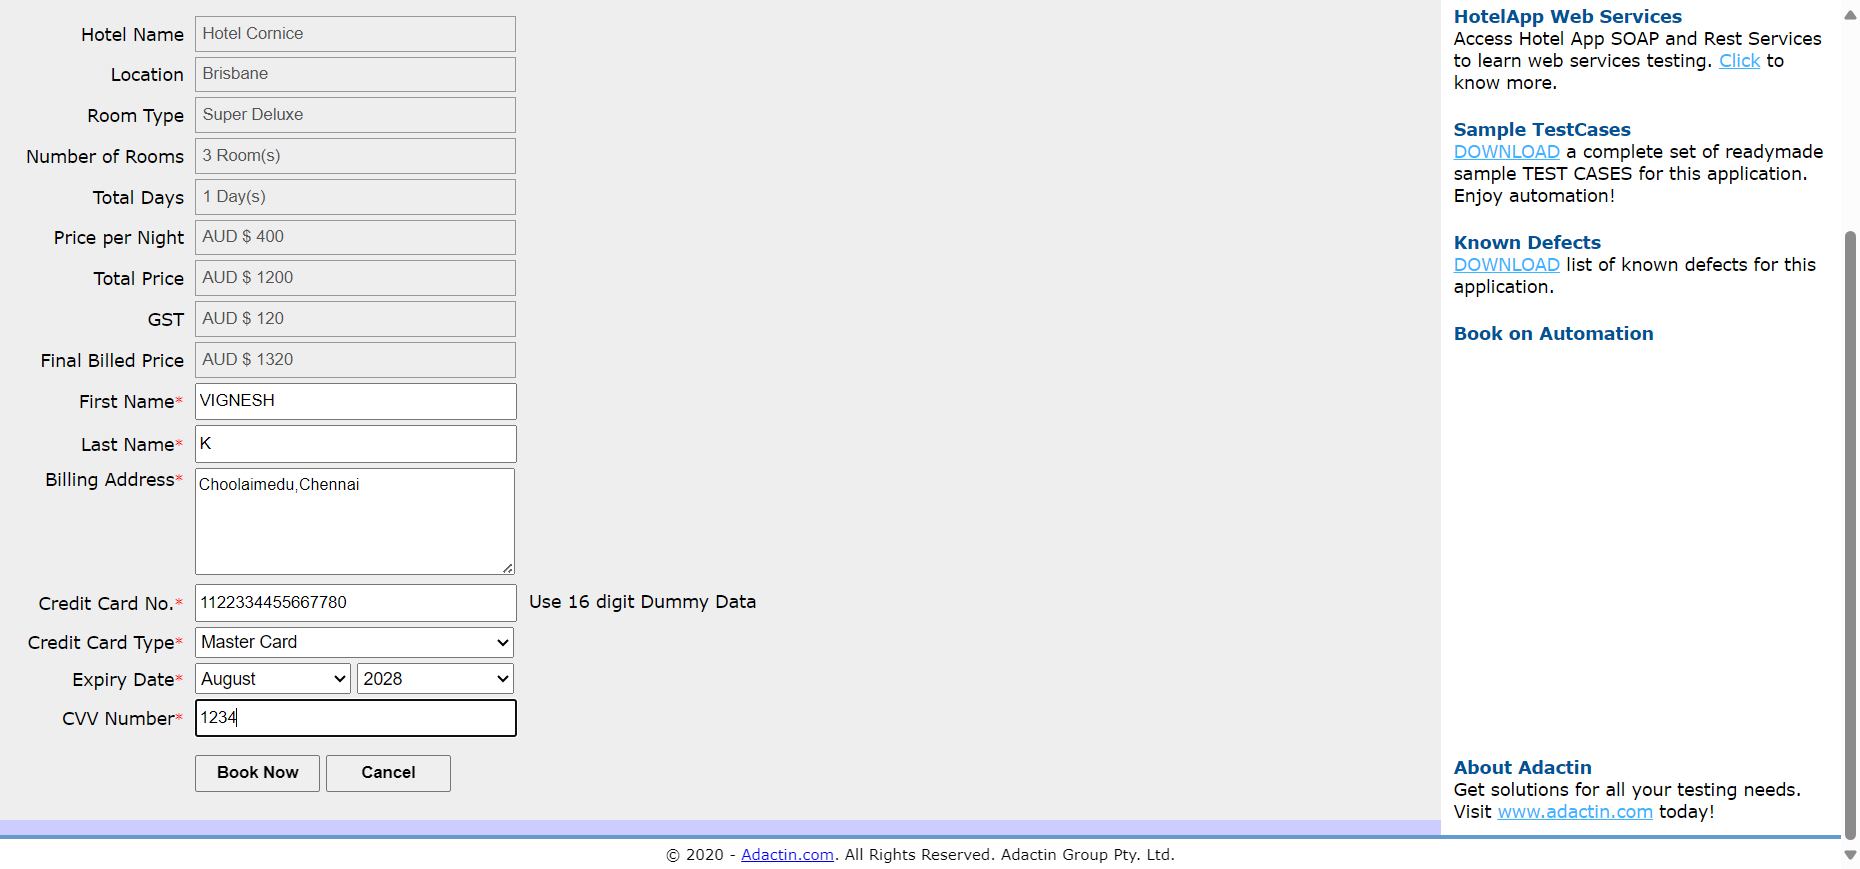 Hotel Name Hotel Cornice
Location Brisbane
Room Type Super Deluxe
Number of Rooms 3 Room(s)
Total Days 1 Day(s)
Price per Night AUD $ 400
Total Price AUD $ 1200
GST AUD $ 120
Final Billed Price AUD $ 1320
First Name* VIGNESH
Last Name* K
Billing Address* Choolaimedu,Chennai
Credit Card No.* 1122334455667780 Use 16 digit Dummy Data
Credit Card Type* Master Card
Expiry Date* August 2028
CVV Number* 1234
Book Now Cancel
HotelApp Web Services
Access Hotel App SOAP and Rest Services
to learn web services testing. Click to
know more.
Sample TestCases
DOWNLOAD a complete set of readymade
sample TEST CASES for this application.
Enjoy automation!
Known Defects
DOWNLOAD list of known defects for this
application.
Book on Automation
About Adactin
Get solutions for all your testing needs.
Visit www.adactin.com today!
© 2020 - Adactin.com. All Rights Reserved. Adactin Group Pty. Ltd.